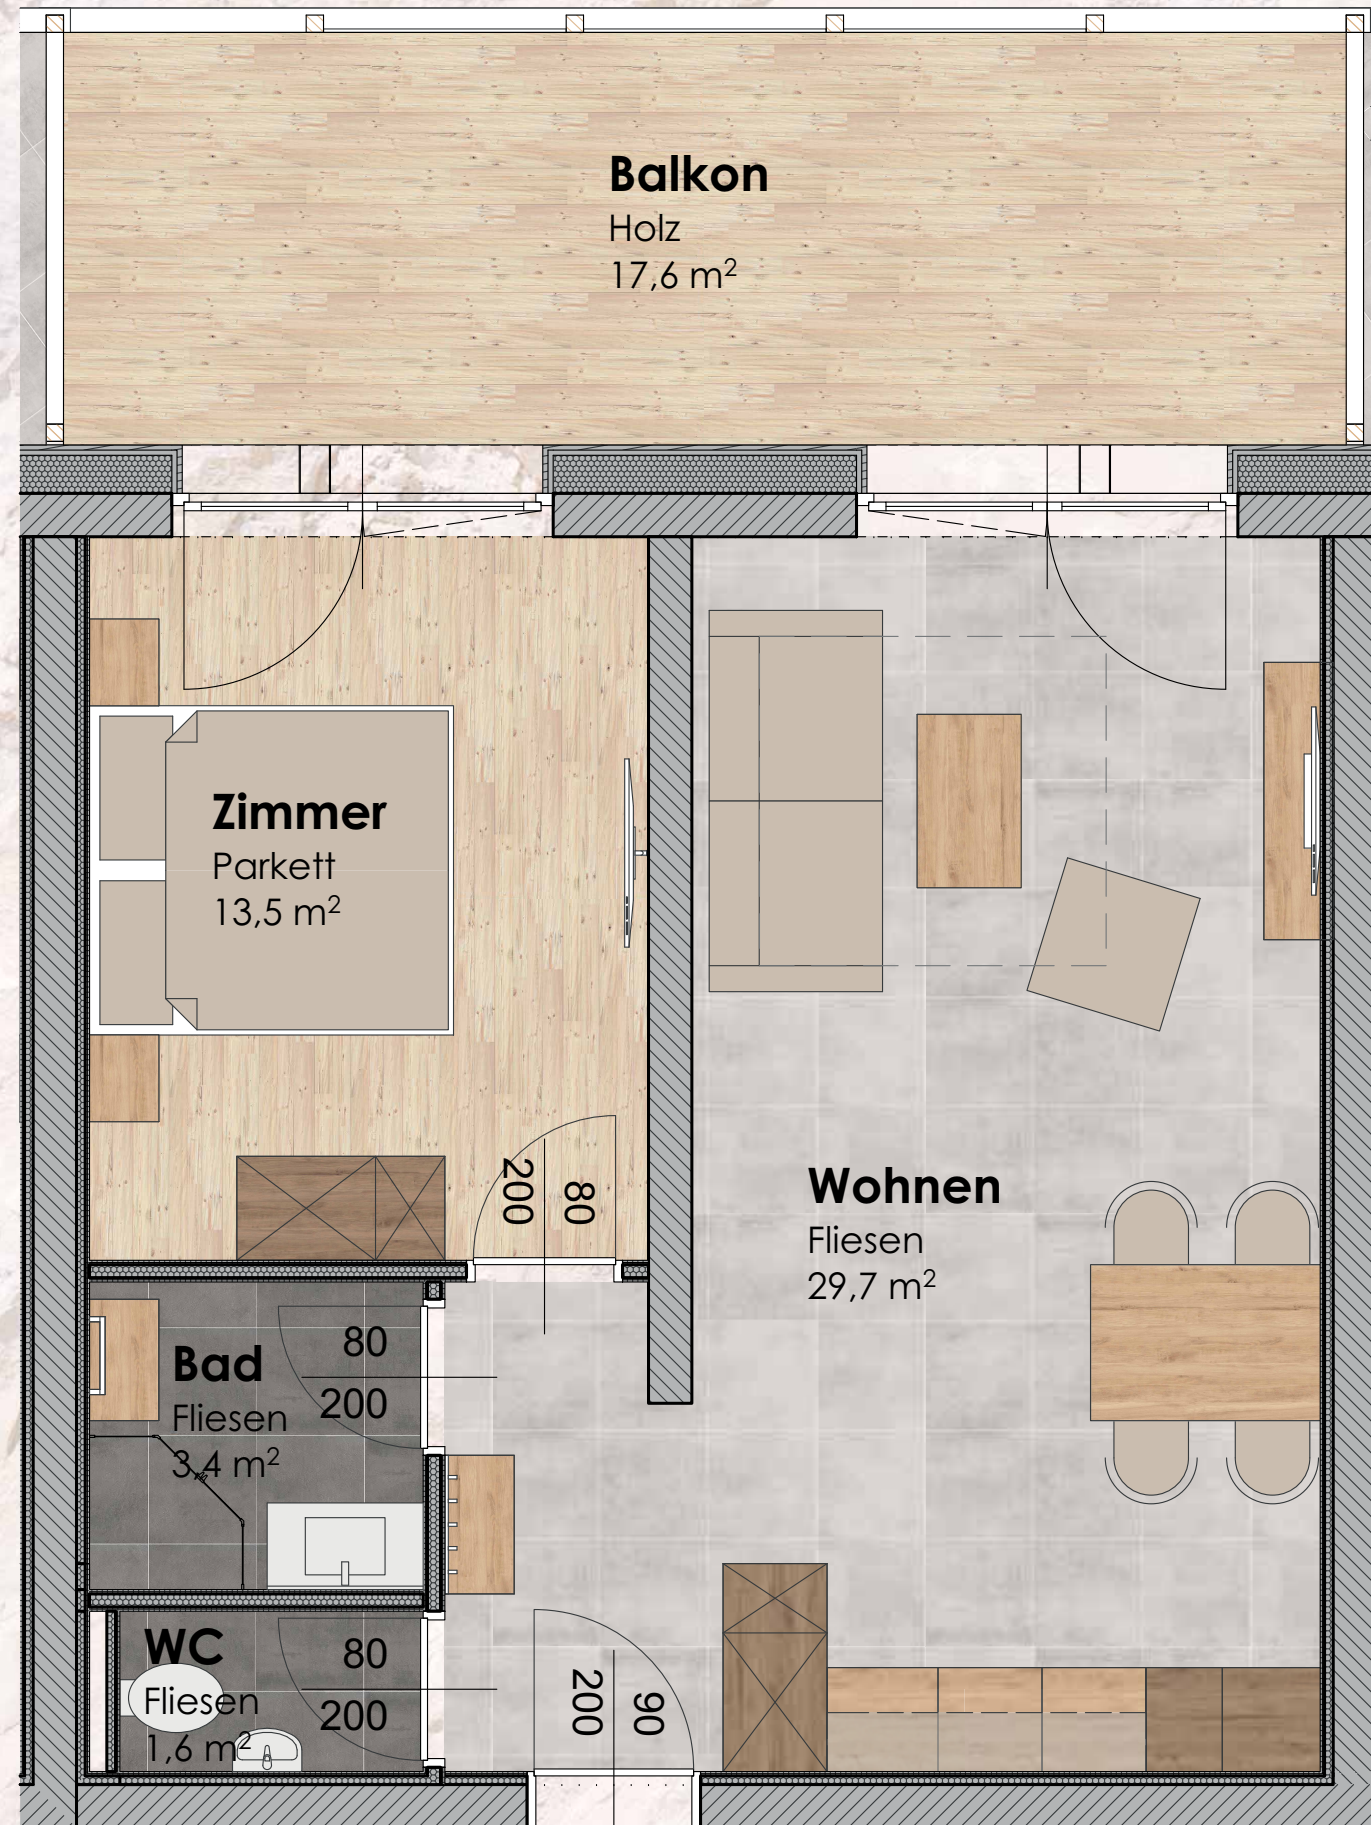 Balkon
Holz
17,6 m²
Zimmer
Parkett
13,5 m²
200
80
Wohnen
Fliesen
29,7 m²
Bad
Fliesen
3,4 m²
80
200
WC
Fliesen
1,6 m²
80
200
200
90